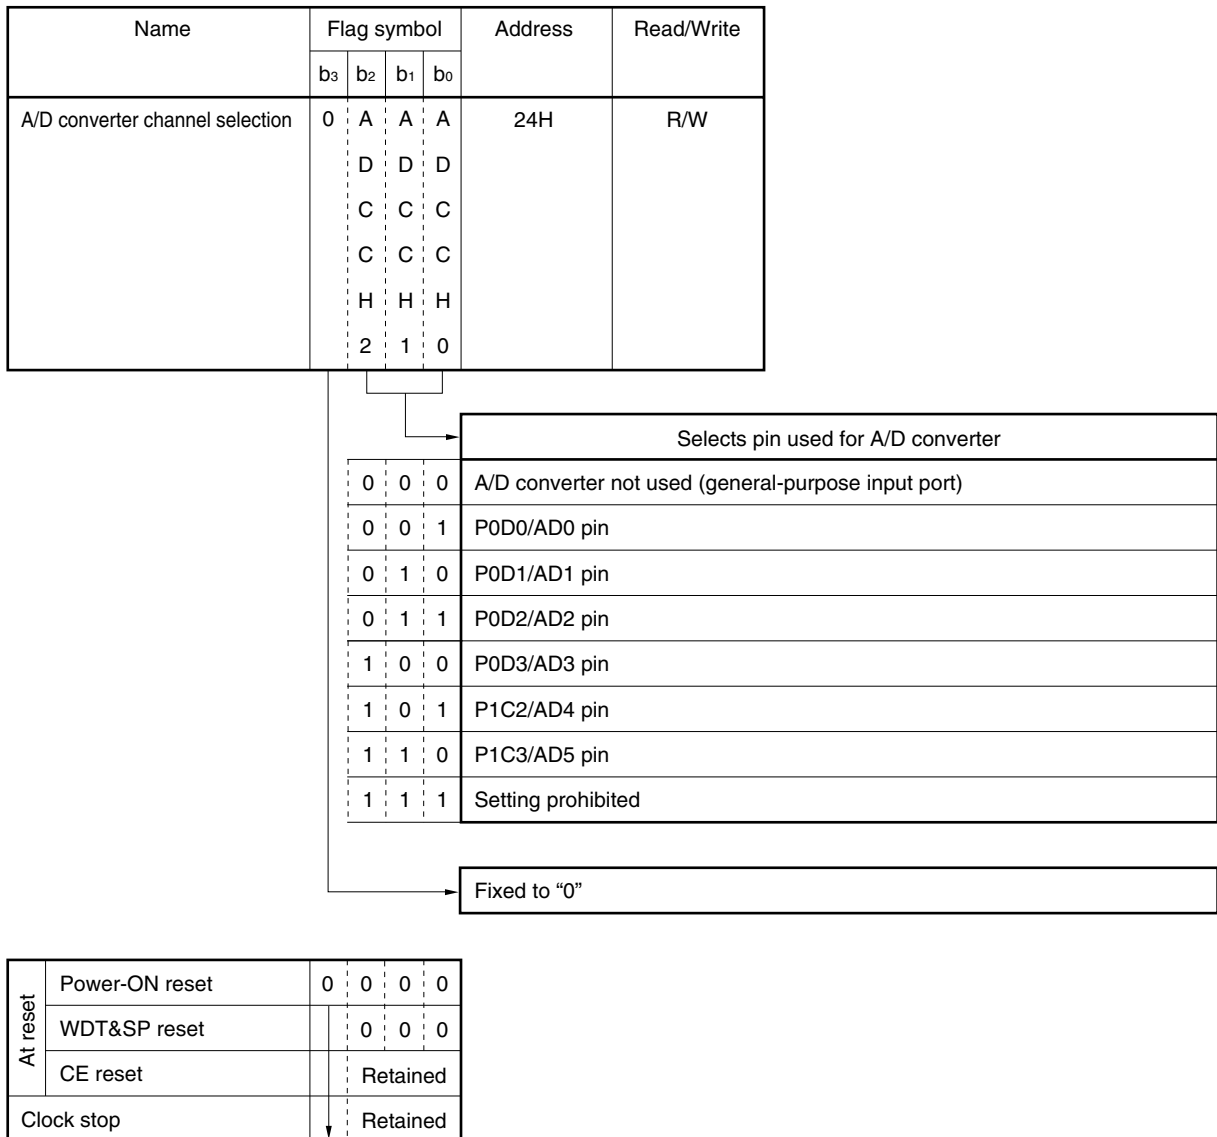 Name Flag symbol Address Read/Write
b3 b2 b1 b0
A/D converter channel selection 0 A A A 24H R/W
D D D
C C C
C C C
H H H
2 1 0
Selects pin used for A/D converter
0 0 0 A/D converter not used (general-purpose input port)
0 0 1 P0D0/AD0 pin
0 1 0 P0D1/AD1 pin
0 1 1 P0D2/AD2 pin
1 0 0 P0D3/AD3 pin
1 0 1 P1C2/AD4 pin
1 1 0 P1C3/AD5 pin
1 1 1 Setting prohibited
Fixed to “0”
At reset
Power-ON reset 0 0 0 0
WDT&SP reset 0 0 0
CE reset Retained
Clock stop Retained